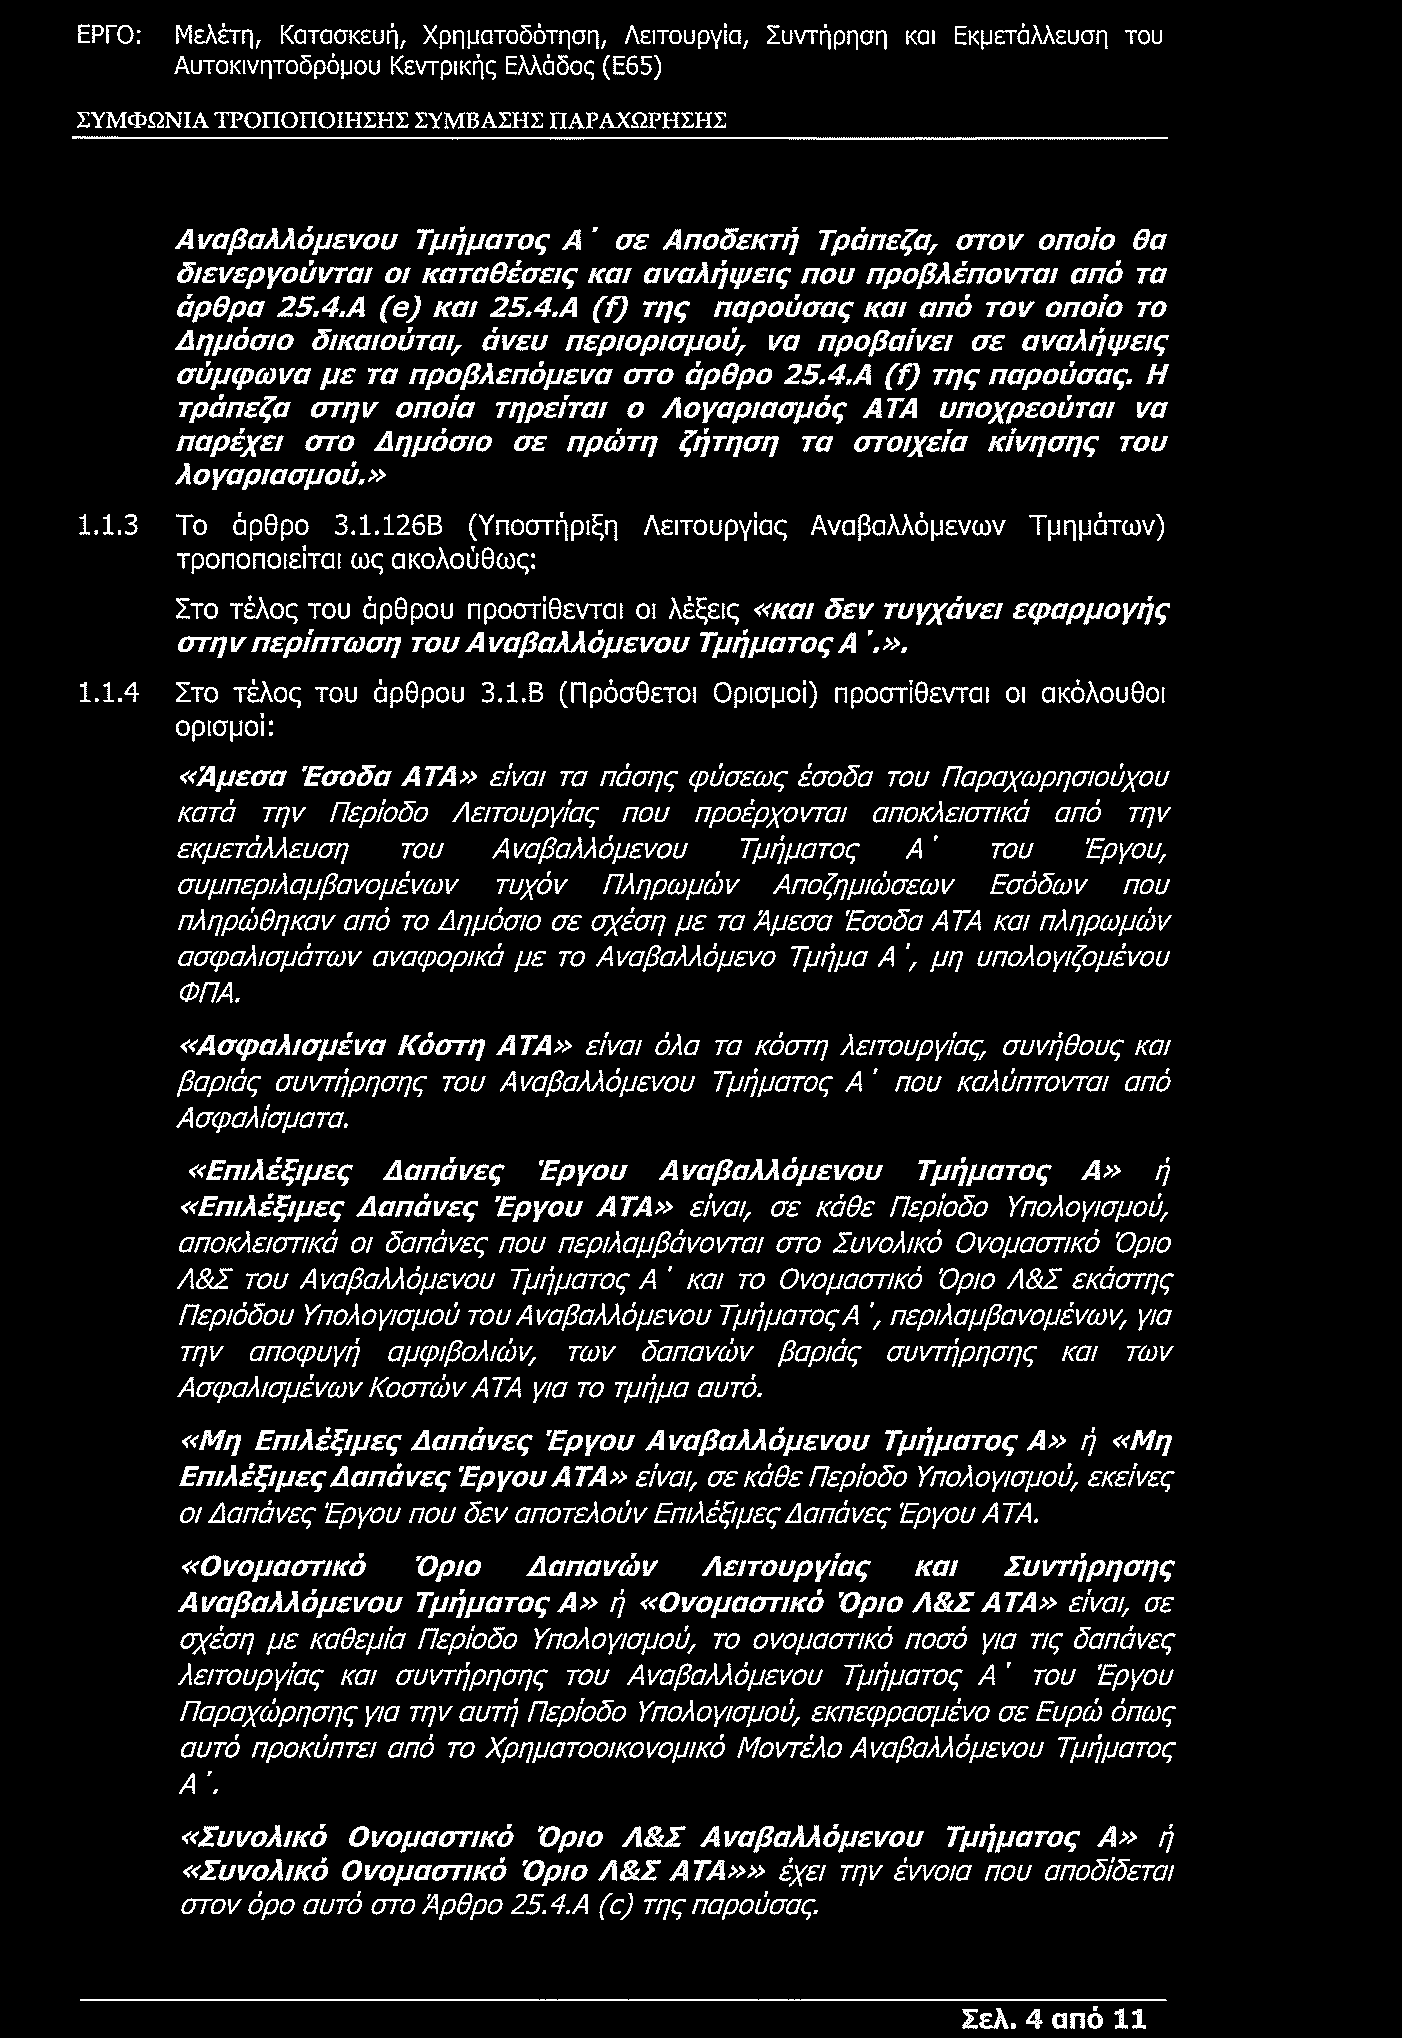 ΕΡΓΟ: Μελέτη, Κατασκευή, Χρηματοδότηση, Λειτουργία, Συντήρηση και Εκμετάλλευση του
Αυτοκινητοδρόμου Κεντρικής Ελλάδος (Ε65)
ΣΥΜΦΩΝΙΑ ΤΡΟΠΟΠΟΙΗΣΗΣ ΣΥΜΒΑΣΗΣ ΠΑΡΑΧΩΡΗΣΗΣ
Αναβαλλόμενου Τμήματος Α΄ σε Αποδεκτή Τράπεζα, στον οποίο θα
διενεργούνται οι καταθέσεις και αναλήψεις που προβλέπονται από τα
άρθρα 25.4.Α (e) και 25.4.Α (f) της παρούσας και από τον οποίο το
Δημόσιο δικαιούται, άνευ περιορισμού, να προβαίνει σε αναλήψεις
σύμφωνα με τα προβλεπόμενα στο άρθρο 25.4.Α (f) της παρούσας. Η
τράπεζα στην οποία τηρείται ο Λογαριασμός ΑΤΑ υποχρεούται να
παρέχει στο Δημόσιο σε πρώτη ζήτηση τα στοιχεία κίνησης του
λογαριασμού.»
1.1.3 Το άρθρο 3.1.126Β (Υποστήριξη Λειτουργίας Αναβαλλόμενων Τμημάτων)
τροποποιείται ως ακολούθως:
Στο τέλος του άρθρου προστίθενται οι λέξεις «και δεν τυγχάνει εφαρμογής
στην περίπτωση του Αναβαλλόμενου Τμήματος Α΄.».
1.1.4 Στο τέλος του άρθρου 3.1.Β (Πρόσθετοι Ορισμοί) προστίθενται οι ακόλουθοι
ορισμοί:
«Άμεσα Έσοδα ΑΤΑ» είναι τα πάσης φύσεως έσοδα του Παραχωρησιούχου
κατά την Περίοδο Λειτουργίας που προέρχονται αποκλειστικά από την
εκμετάλλευση του Αναβαλλόμενου Τμήματος Α΄ του Έργου,
συμπεριλαμβανομένων τυχόν Πληρωμών Αποζημιώσεων Εσόδων που
πληρώθηκαν από το Δημόσιο σε σχέση με τα Άμεσα Έσοδα ΑΤΑ και πληρωμών
ασφαλισμάτων αναφορικά με το Αναβαλλόμενο Τμήμα Α΄, μη υπολογιζομένου
ΦΠΑ.
«Ασφαλισμένα Κόστη ΑΤΑ» είναι όλα τα κόστη λειτουργίας, συνήθους και
βαριάς συντήρησης του Αναβαλλόμενου Τμήματος Α΄ που καλύπτονται από
Ασφαλίσματα.
«Επιλέξιμες Δαπάνες Έργου Αναβαλλόμενου Τμήματος Α» ή
«Επιλέξιμες Δαπάνες Έργου ΑΤΑ» είναι, σε κάθε Περίοδο Υπολογισμού,
αποκλειστικά οι δαπάνες που περιλαμβάνονται στο Συνολικό Ονομαστικό Όριο
Λ&Σ του Αναβαλλόμενου Τμήματος Α΄ και το Ονομαστικό Όριο Λ&Σ εκάστης
Περιόδου Υπολογισμού του Αναβαλλόμενου Τμήματος Α΄, περιλαμβανομένων, για
την αποφυγή αμφιβολιών, των δαπανών βαριάς συντήρησης και των
Ασφαλισμένων Κοστών ΑΤΑ για το τμήμα αυτό.
«Μη Επιλέξιμες Δαπάνες Έργου Αναβαλλόμενου Τμήματος Α» ή «Μη
Επιλέξιμες Δαπάνες Έργου ΑΤΑ» είναι, σε κάθε Περίοδο Υπολογισμού, εκείνες
οι Δαπάνες Έργου που δεν αποτελούν Επιλέξιμες Δαπάνες Έργου ΑΤΑ.
«Ονομαστικό Όριο Δαπανών Λειτουργίας και Συντήρησης
Αναβαλλόμενου Τμήματος Α» ή «Ονομαστικό Όριο Λ&Σ ΑΤΑ» είναι, σε
σχέση με καθεμία Περίοδο Υπολογισμού, το ονομαστικό ποσό για τις δαπάνες
λειτουργίας και συντήρησης του Αναβαλλόμενου Τμήματος Α΄ του Έργου
Παραχώρησης για την αυτή Περίοδο Υπολογισμού, εκπεφρασμένο σε Ευρώ όπως
αυτό προκύπτει από το Χρηματοοικονομικό Μοντέλο Αναβαλλόμενου Τμήματος
Α΄.
«Συνολικό Ονομαστικό Όριο Λ&Σ Αναβαλλόμενου Τμήματος Α» ή
«Συνολικό Ονομαστικό Όριο Λ&Σ ΑΤΑ»» έχει την έννοια που αποδίδεται
στον όρο αυτό στο Άρθρο 25.4.Α (c) της παρούσας.
Σελ. 4 από 11